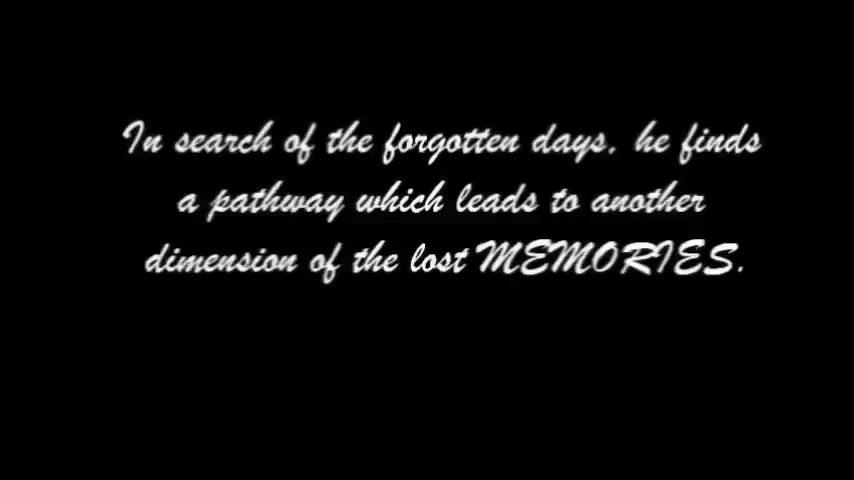 In search of the forgotten days, he finds
a pathway which leads to another
dimension of the lost MEMORIES.